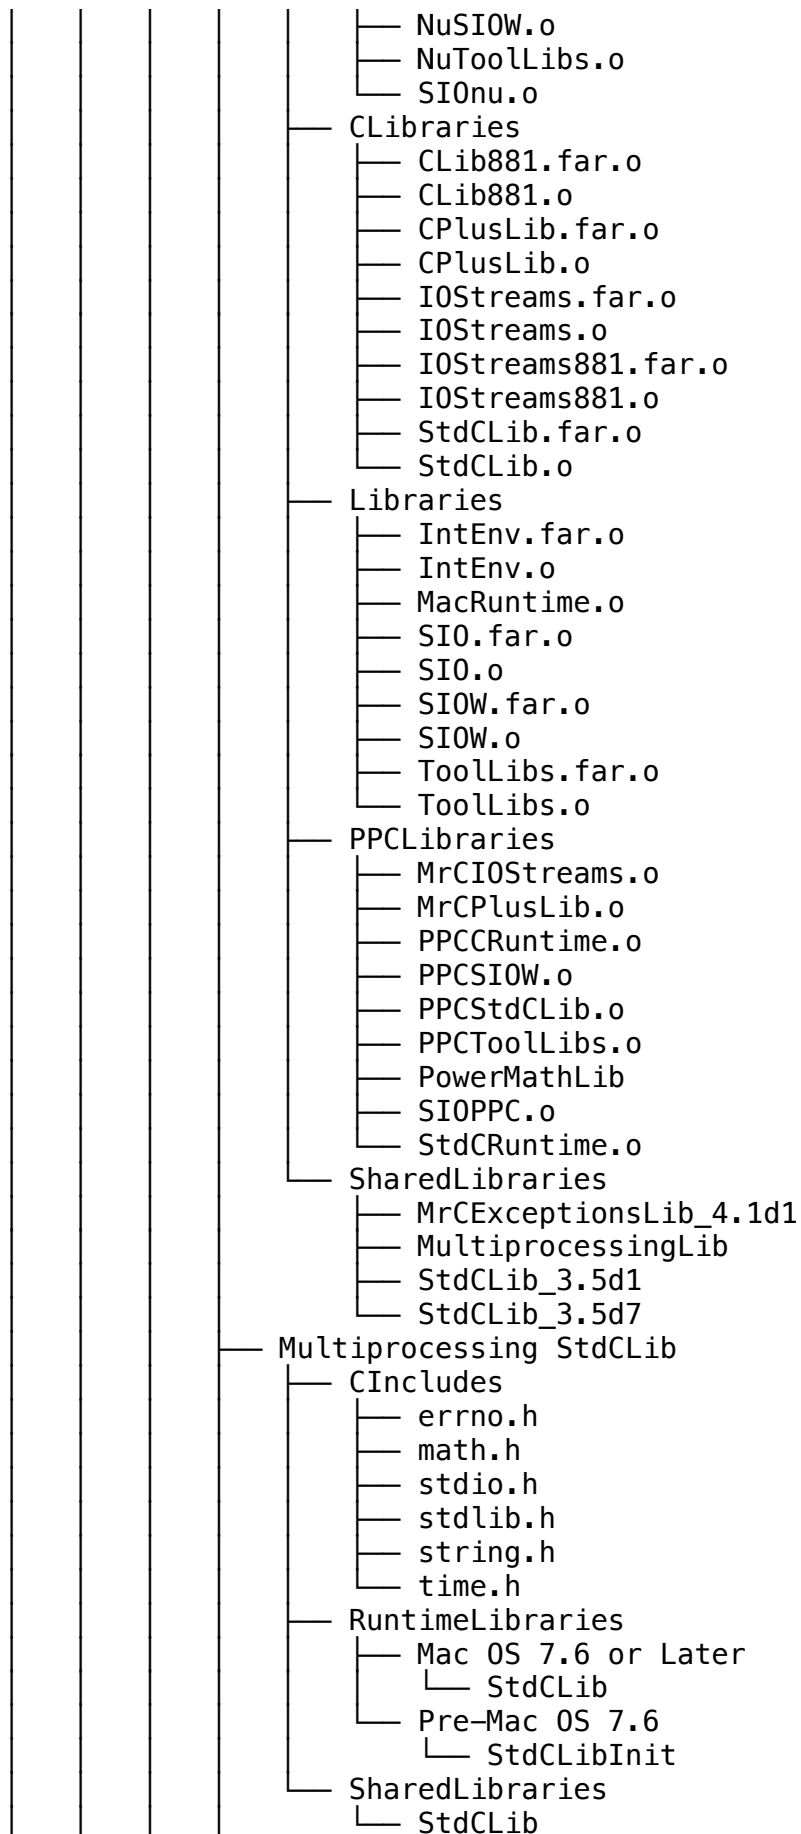 │   │   │   │   │   ├── NuSIOW.o
│   │   │   │   │   ├── NuToolLibs.o
│   │   │   │   │   └── SIOnu.o
│   │   │   │   ├── CLibraries
│   │   │   │   │   ├── CLib881.far.o
│   │   │   │   │   ├── CLib881.o
│   │   │   │   │   ├── CPlusLib.far.o
│   │   │   │   │   ├── CPlusLib.o
│   │   │   │   │   ├── IOStreams.far.o
│   │   │   │   │   ├── IOStreams.o
│   │   │   │   │   ├── IOStreams881.far.o
│   │   │   │   │   ├── IOStreams881.o
│   │   │   │   │   ├── StdCLib.far.o
│   │   │   │   │   └── StdCLib.o
│   │   │   │   ├── Libraries
│   │   │   │   │   ├── IntEnv.far.o
│   │   │   │   │   ├── IntEnv.o
│   │   │   │   │   ├── MacRuntime.o
│   │   │   │   │   ├── SIO.far.o
│   │   │   │   │   ├── SIO.o
│   │   │   │   │   ├── SIOW.far.o
│   │   │   │   │   ├── SIOW.o
│   │   │   │   │   ├── ToolLibs.far.o
│   │   │   │   │   └── ToolLibs.o
│   │   │   │   ├── PPCLibraries
│   │   │   │   │   ├── MrCIOStreams.o
│   │   │   │   │   ├── MrCPlusLib.o
│   │   │   │   │   ├── PPCCRuntime.o
│   │   │   │   │   ├── PPCSIOW.o
│   │   │   │   │   ├── PPCStdCLib.o
│   │   │   │   │   ├── PPCToolLibs.o
│   │   │   │   │   ├── PowerMathLib
│   │   │   │   │   ├── SIOPPC.o
│   │   │   │   │   └── StdCRuntime.o
│   │   │   │   └── SharedLibraries
│   │   │   │       ├── MrCExceptionsLib_4.1d1
│   │   │   │       ├── MultiprocessingLib
│   │   │   │       ├── StdCLib_3.5d1
│   │   │   │       └── StdCLib_3.5d7
│   │   │   ├── Multiprocessing StdCLib
│   │   │   │   ├── CIncludes
│   │   │   │   │   ├── errno.h
│   │   │   │   │   ├── math.h
│   │   │   │   │   ├── stdio.h
│   │   │   │   │   ├── stdlib.h
│   │   │   │   │   ├── string.h
│   │   │   │   │   └── time.h
│   │   │   │   ├── RuntimeLibraries
│   │   │   │   │   ├── Mac OS 7.6 or Later
│   │   │   │   │   │   └── StdCLib
│   │   │   │   │   └── Pre-Mac OS 7.6
│   │   │   │   │       └── StdCLibInit
│   │   │   │   └── SharedLibraries
│   │   │   │       └── StdCLib